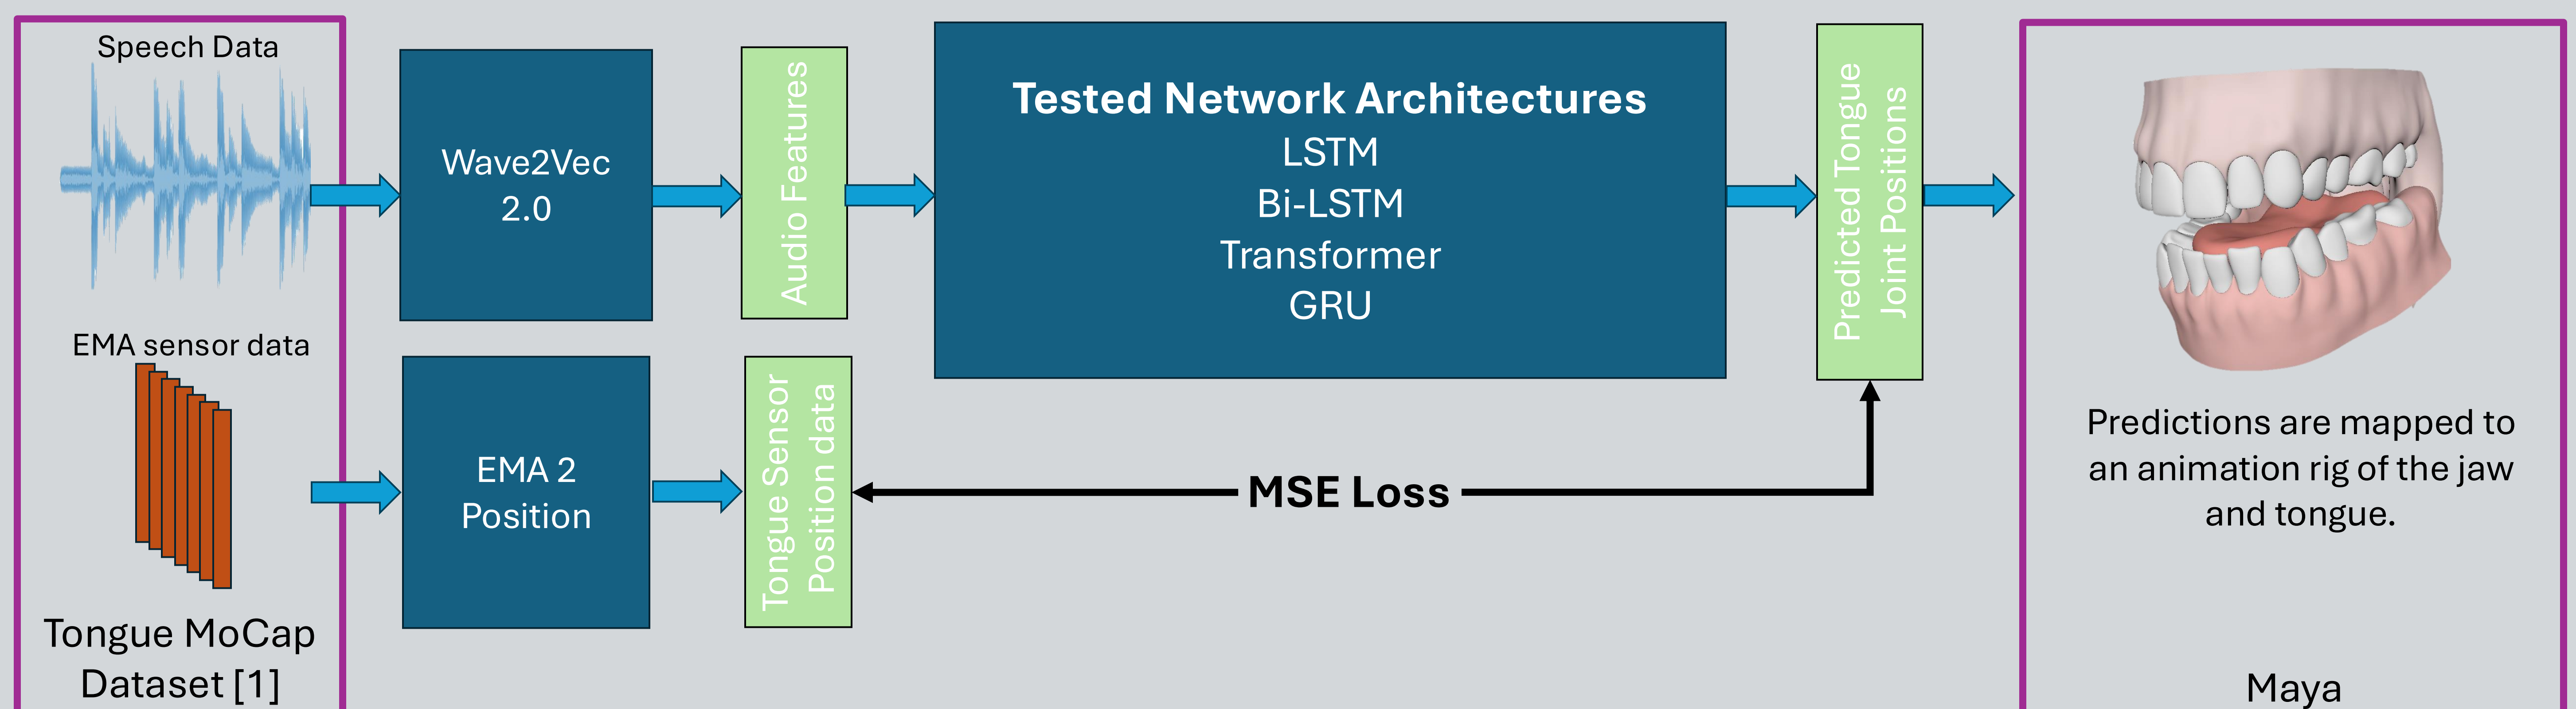 Speech Data
EMA sensor data
Tongue MoCap
Dataset [1]
Wave2Vec
2.0
Audio Features
EMA 2
Position
Tongue Sensor
Position data
Tested Network Architectures
LSTM
Bi-LSTM
Transformer
GRU
MSE Loss
Predicted Tongue
Joint Positions
Predictions are mapped to
an animation rig of the jaw
and tongue.
Maya